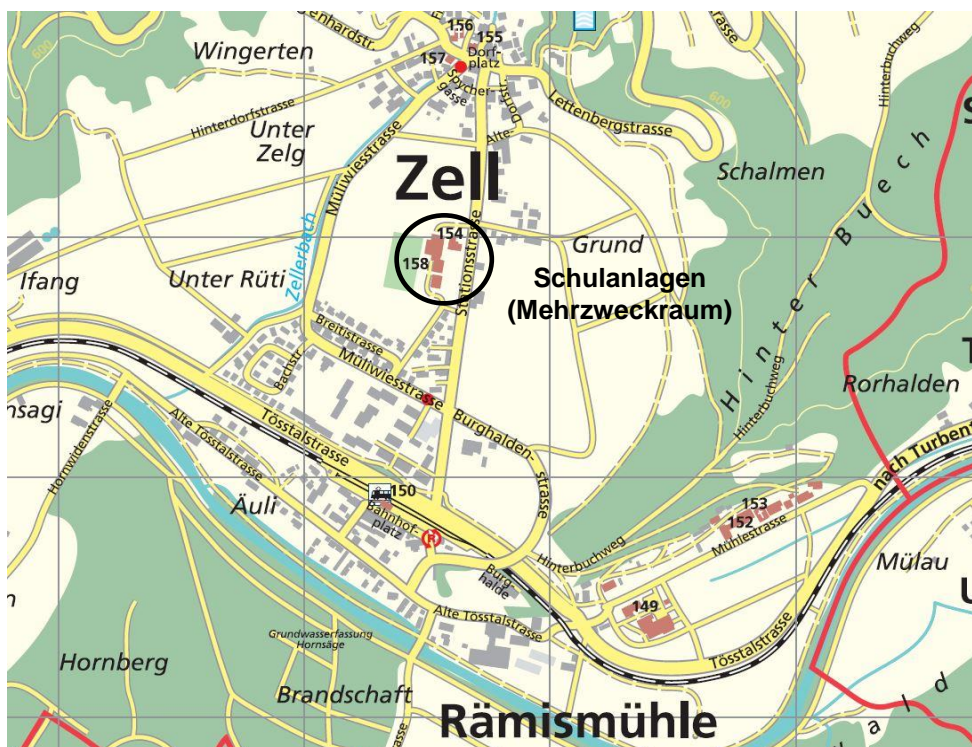 156
155
Wingerten
Dorf-
platz
157
Spycher-
gasse
Hinterdorfstrasse
Lettenbergstrasse
Hinterbuchweg
600
600
Unter
Zelg
Müliwiesstrasse
Dorfstr.
Alte-
Zell
Schalmen
Hinter Buech
154
Grund
158
Stationsstrasse
Schulanlagen
(Mehrzweckraum)
Ifang
Unter Rüti
Zellerbach
Breitistrasse
Bachstr.
Müliwiesstrasse
Hinterbuchweg
Rorhalden
nsagi
Hornwidenstrasse
Alte Tösstalstrasse
Tösstalstrasse
Burghalden-
strasse
nach Turbent
150
Äuli
Bahnhof-
platz
R
153
152
Mühlestrasse
Hinterbuchweg
Mülau
Burg-
halde
149
n
Alte Tösstalstrasse
Tösstalstrasse
Grundwasserfassung
Hornsäge
Hornberg
Brandschaft
Rämismühle
ald